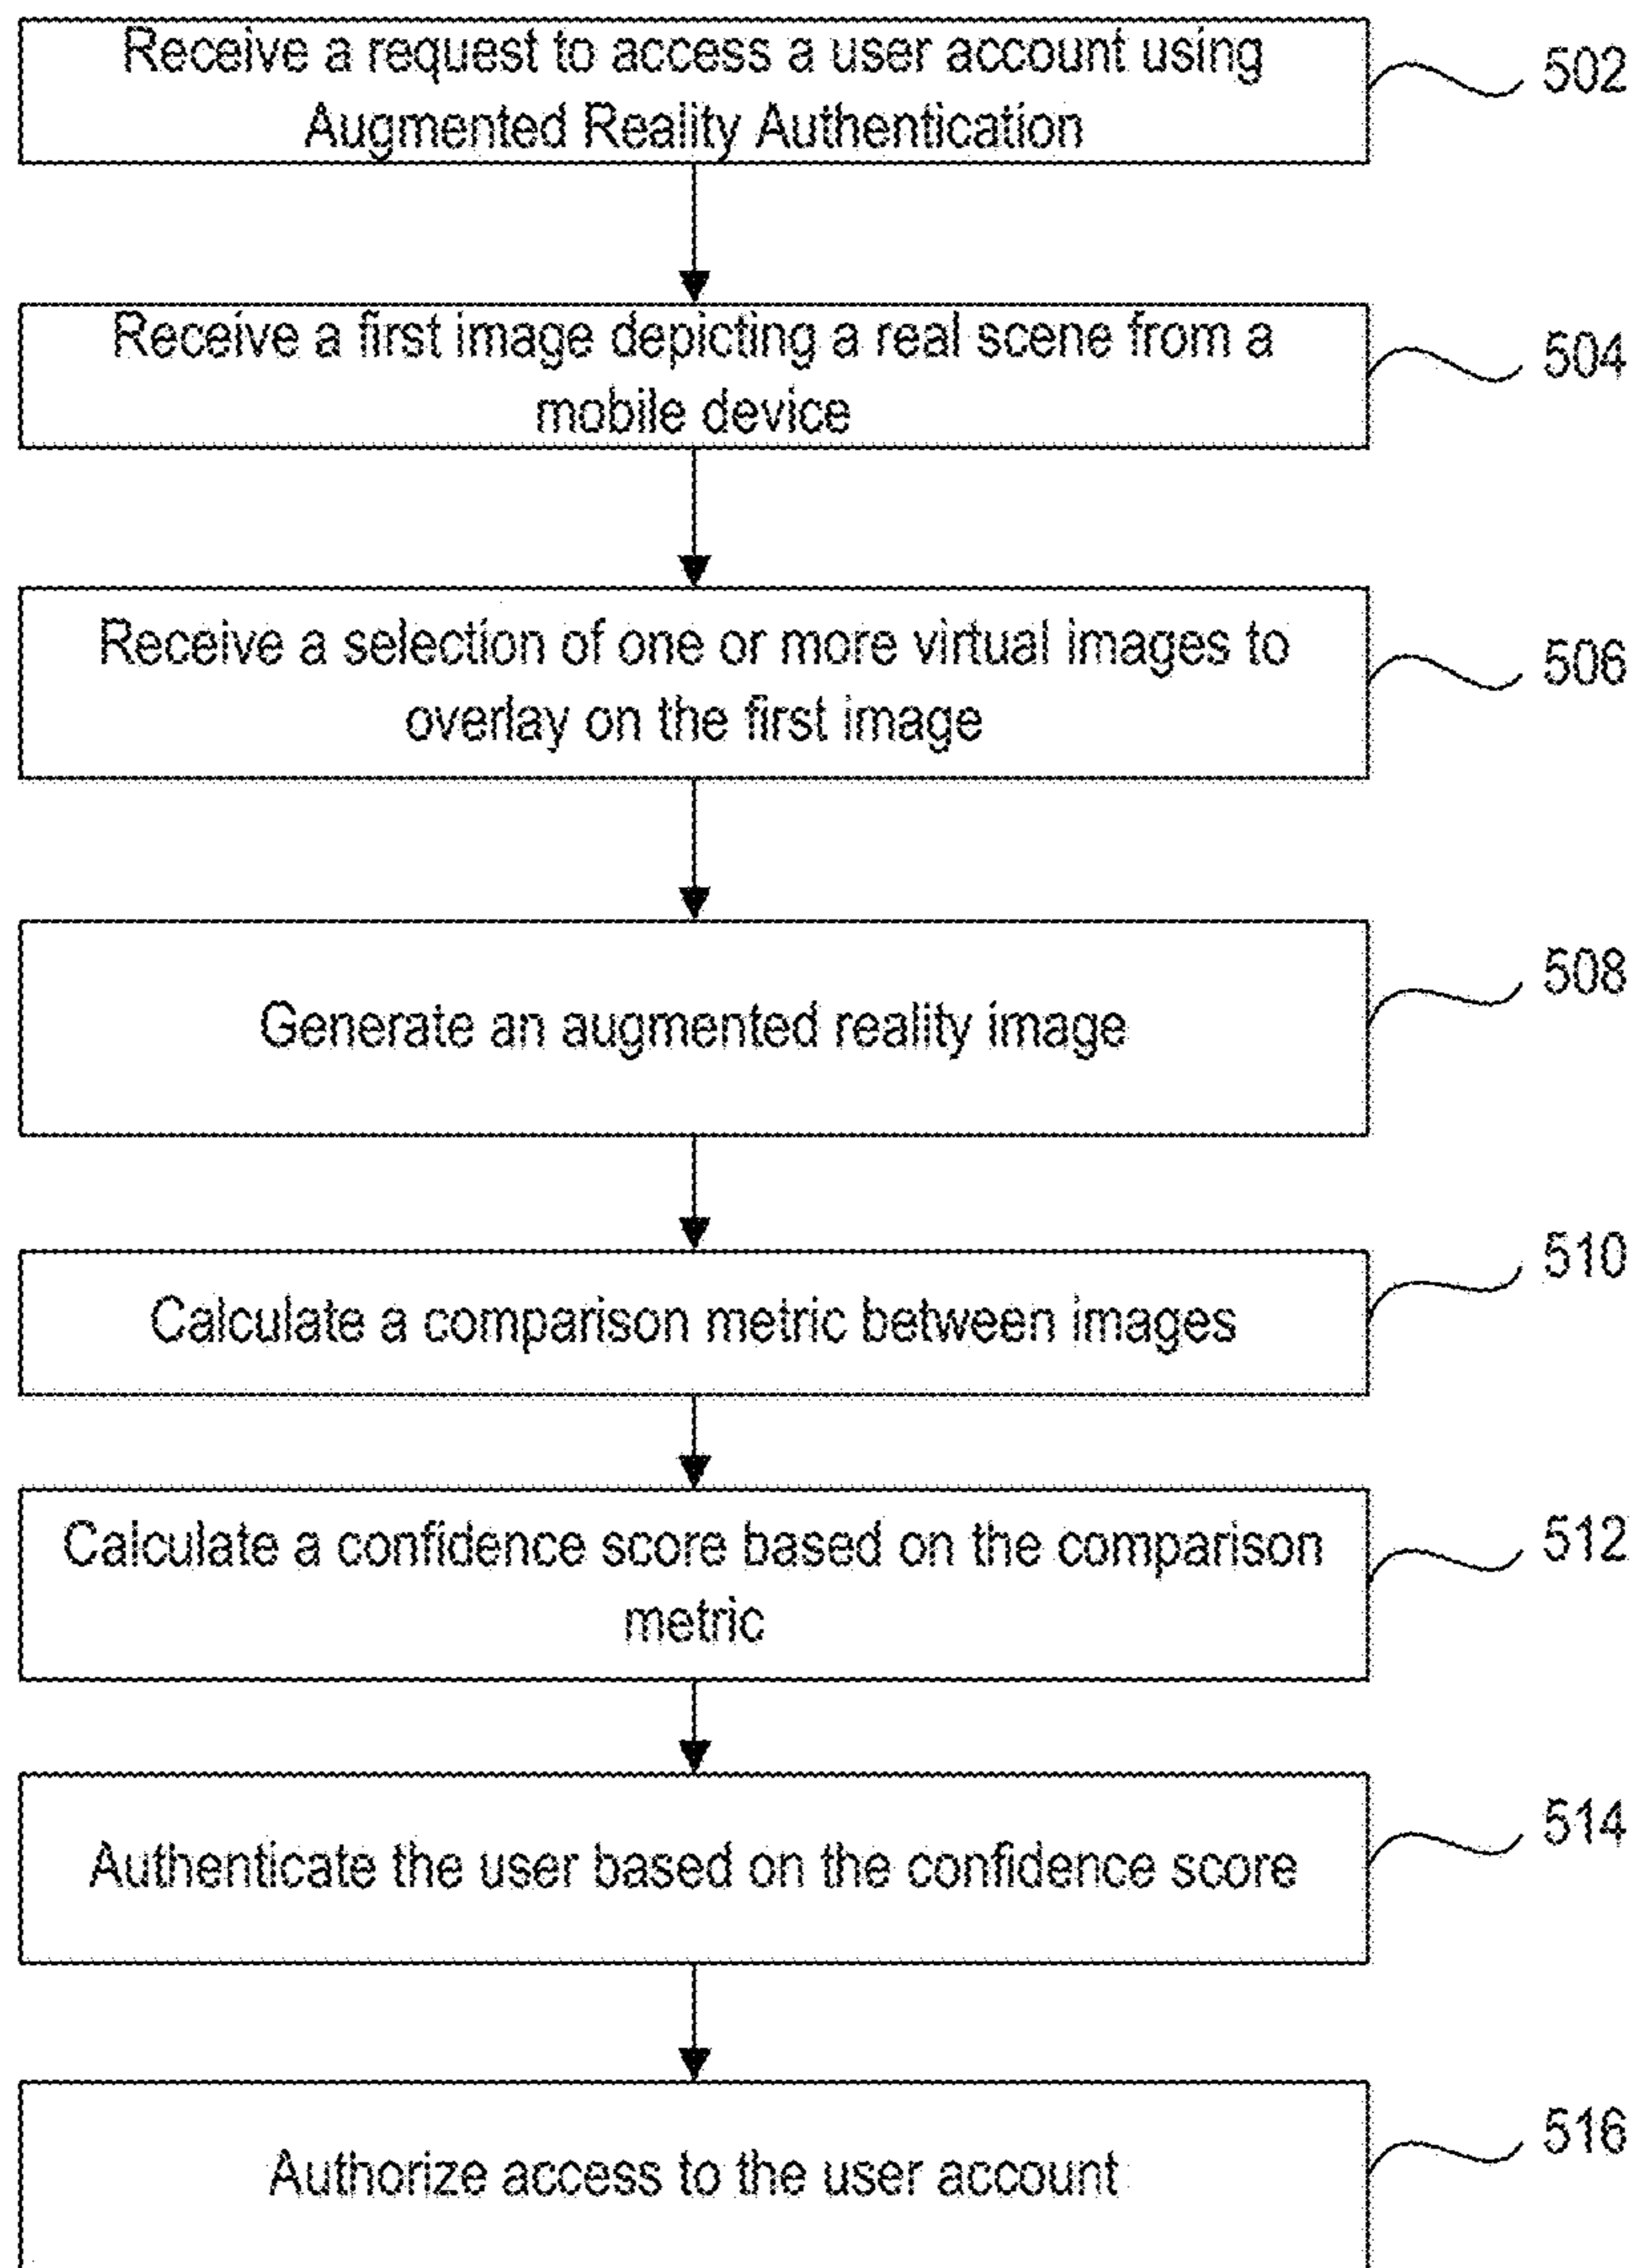 Receive a request to access a user account using
Augmented Reality Authentication
502
Receive a first image depicting a real scene from a
mobile device
504
Receive a selection of one or more virtual images to
overlay on the first image
506
Generate an augmented reality image
508
Calculate a comparison metric between images
510
Calculate a confidence score based on the comparison
metric
512
Authenticate the user based on the confidence score
514
Authorize access to the user account
516